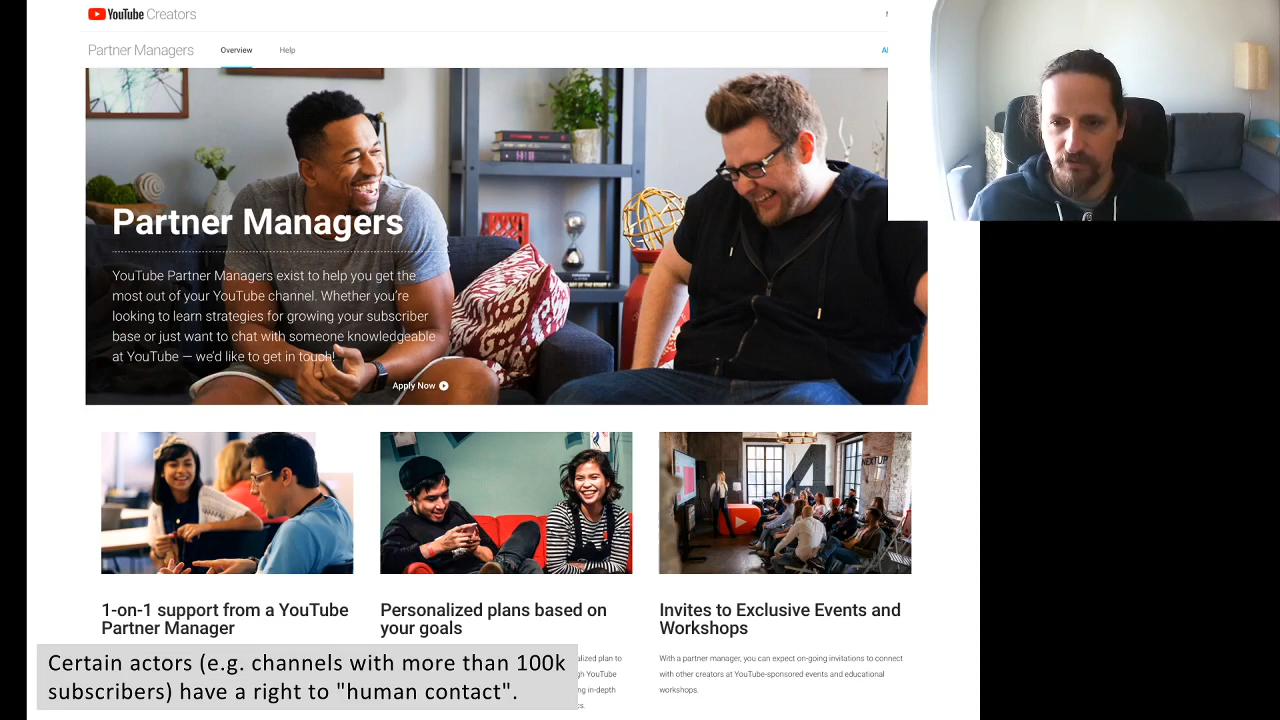 YouTube Creators
Partner Managers Overview Help
Partner Managers
YouTube Partner Managers exist to help you get the
most out of your YouTube channel. Whether you're
looking to learn strategies for growing your subscriber
base or just want to chat with someone knowledgeable
at YouTube — we'd like to get in touch!
Apply Now
NEXTUP
1-on-1 support from a YouTube
Partner Manager
Personalized plans based on
your goals
Invites to Exclusive Events and
Workshops
With a partner manager, you can expect on-going invitations to connect
with other creators at YouTube-sponsored events and educational
workshops.
Certain actors (e.g. channels with more than 100k
subscribers) have a right to "human contact".